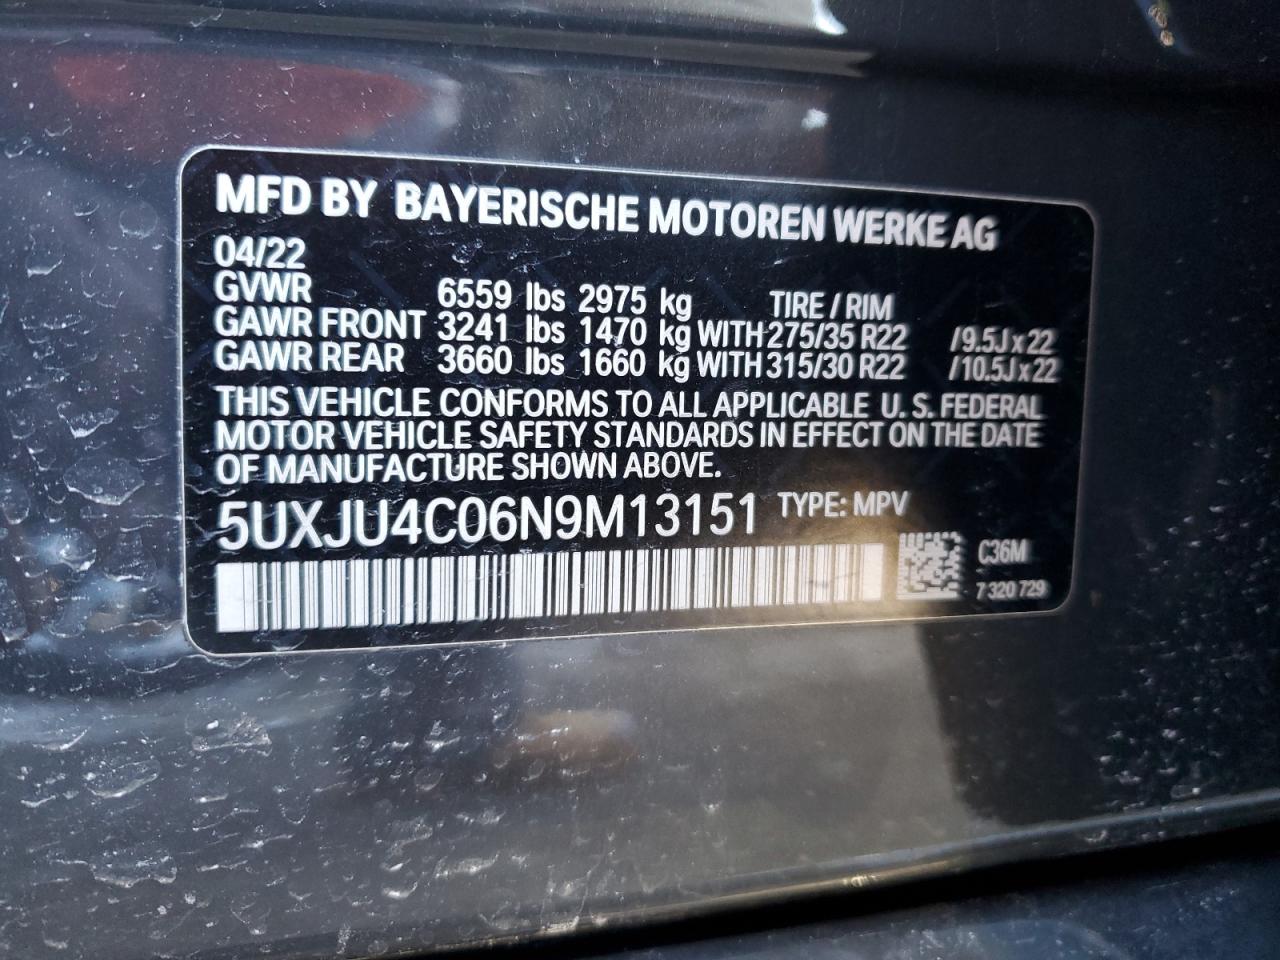 MFD BY BAYERISCHE MOTOREN WERKE AG
04/22
GVWR 6559 lbs 2975 kg TIRE / RIM
GAWR FRONT 3241 lbs 1470 kg WITH 275/35 R22 /9.5J x 22
GAWR REAR 3660 lbs 1660 kg WITH 315/30 R22 /10.5J x 22
THIS VEHICLE CONFORMS TO ALL APPLICABLE U. S. FEDERAL
MOTOR VEHICLE SAFETY STANDARDS IN EFFECT ON THE DATE
OF MANUFACTURE SHOWN ABOVE.
5UXJU4C06N9M13151 TYPE: MPV
C36M
7 320 729